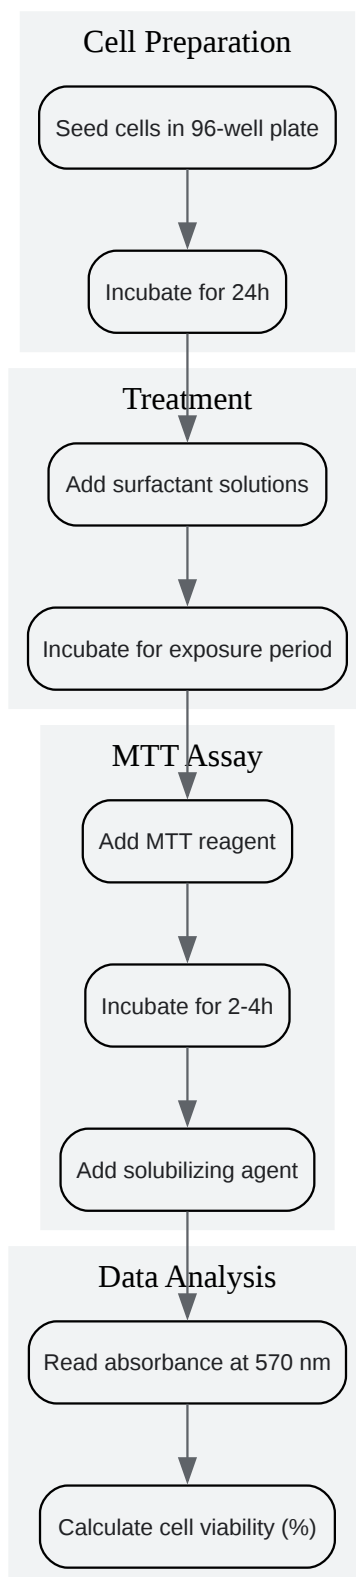 Cell Preparation
Seed cells in 96-well plate
Incubate for 24h
Treatment
Add surfactant solutions
Incubate for exposure period
MTT Assay
Add MTT reagent
Incubate for 2-4h
Add solubilizing agent
Data Analysis
Read absorbance at 570 nm
Calculate cell viability (%)